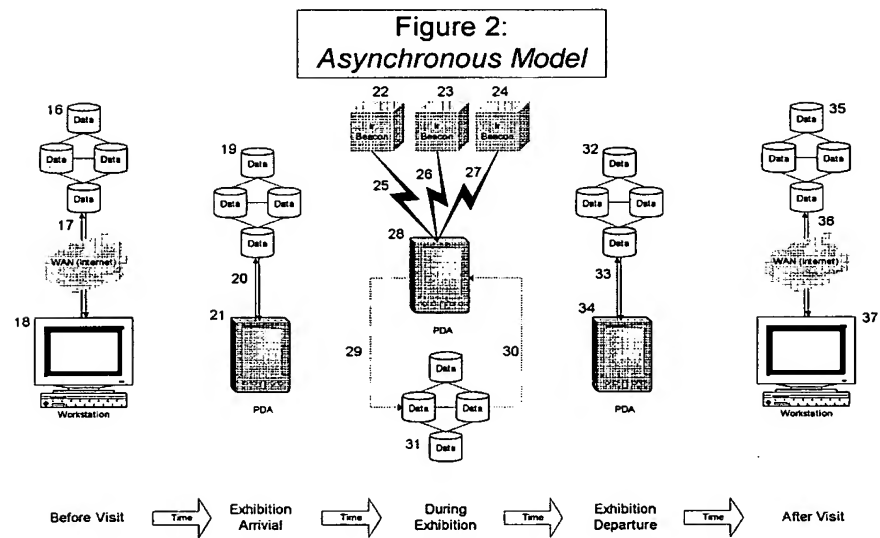 Figure 2:
Asynchronous Model
22
23
24
Ir
Beacon
Ir
Beacon
Ir
Beacon
16
Data
Data
Data
Data
17
WAN (Internet)
18
Workstation
19
Data
Data
Data
Data
20
21
PDA
25
26
27
28
PDA
29
30
Data
Data
Data
31
Data
32
Data
Data
Data
Data
33
34
PDA
35
Data
Data
Data
Data
36
WAN (Internet)
37
Workstation
Before Visit
Time
Exhibition
Arrivial
Time
During
Exhibition
Time
Exhibition
Departure
Time
After Visit